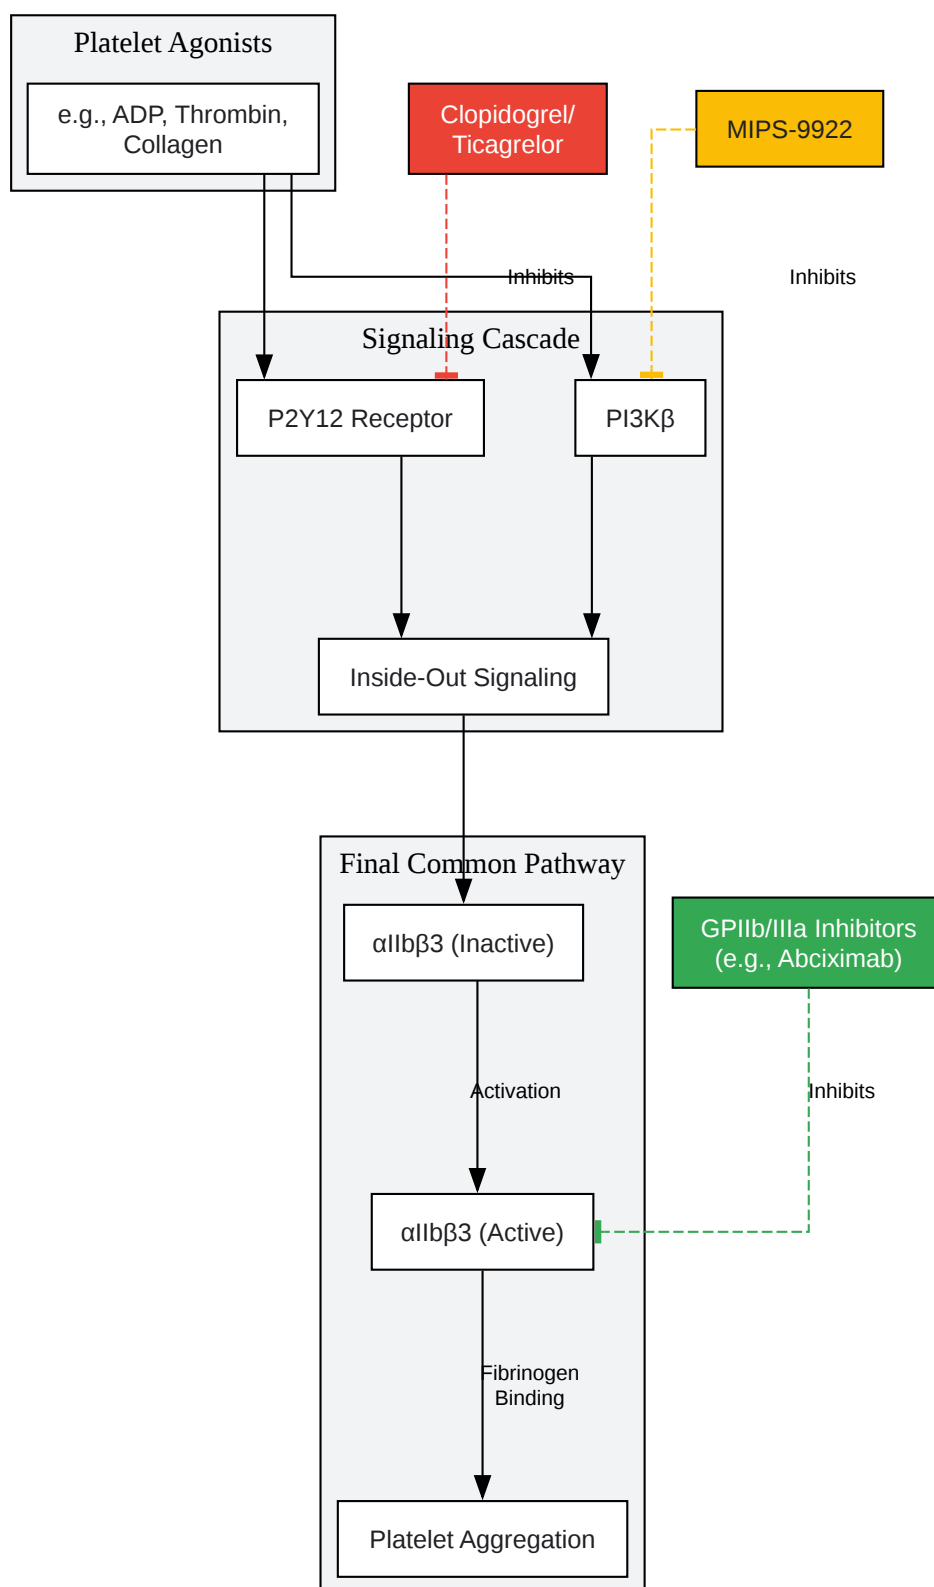 Platelet Agonists
e.g., ADP, Thrombin,
Collagen
Clopidogrel/
Ticagrelor
MIPS-9922
Inhibits
Inhibits
Signaling Cascade
P2Y12 Receptor
PI3Kβ
Inside-Out Signaling
Final Common Pathway
αIIbβ3 (Inactive)
GPIIb/IIIa Inhibitors
(e.g., Abciximab)
Activation
Inhibits
αIIbβ3 (Active)
Fibrinogen
Binding
Platelet Aggregation